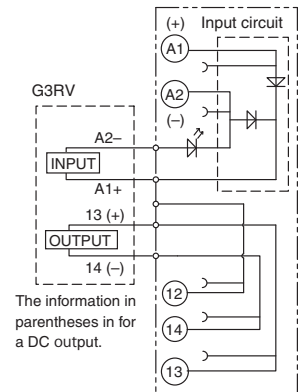 (+)
Input circuit
A1
G3RV
A2
(−)
A2−
INPUT
A1+
13 (+)
OUTPUT
14 (−)
The information in
parentheses in for
a DC output.
12
14
13